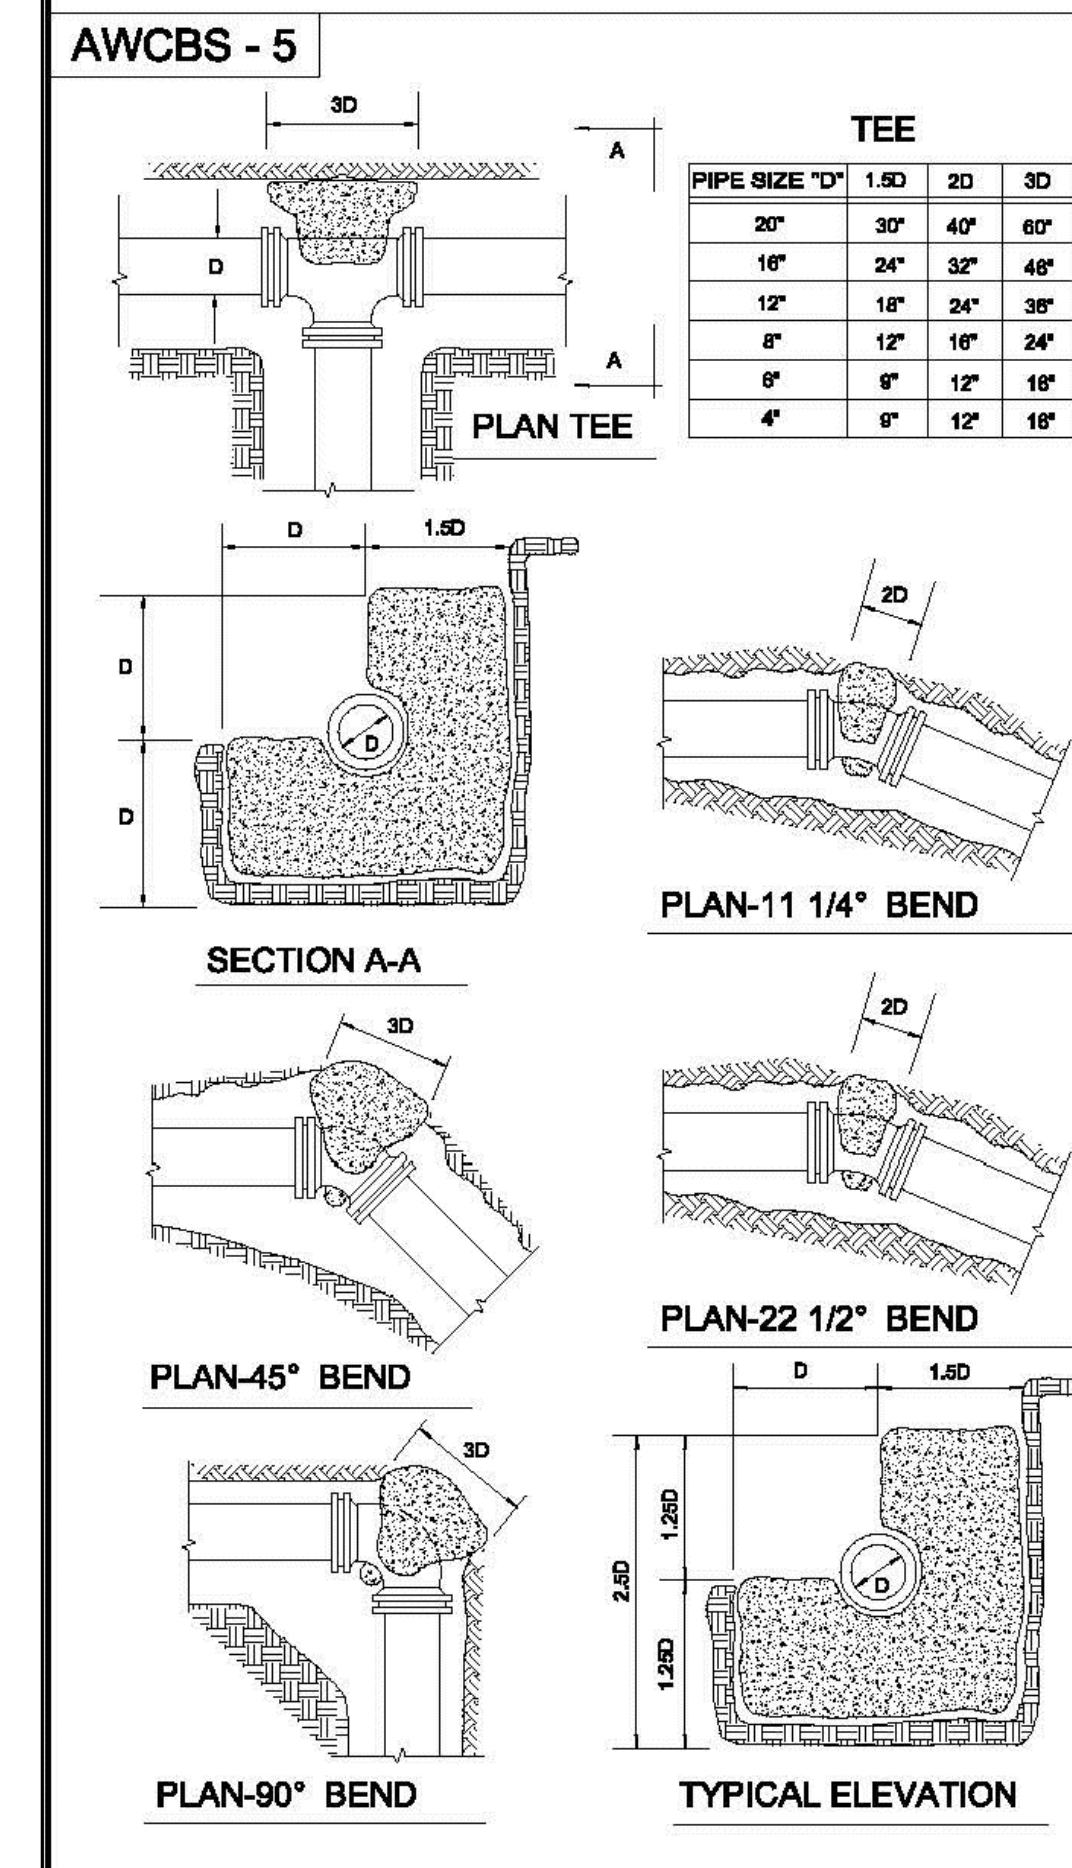 AWCBS - 5
3D
A
D
A
PLAN TEE
TEE
PIPE SIZE "D" 1.5D 2D 3D
20" 30" 40" 60"
16" 24" 32" 48"
12" 18" 24" 36"
8" 12" 16" 24"
6" 9" 12" 18"
4" 9" 12" 18"
D 1.5D
D
D
D
SECTION A-A
2D
PLAN-11 1/4° BEND
3D
PLAN-45° BEND
2D
PLAN-22 1/2° BEND
3D
PLAN-90° BEND
D 1.5D
1.25D
2.5D
D
1.25D
TYPICAL ELEVATION